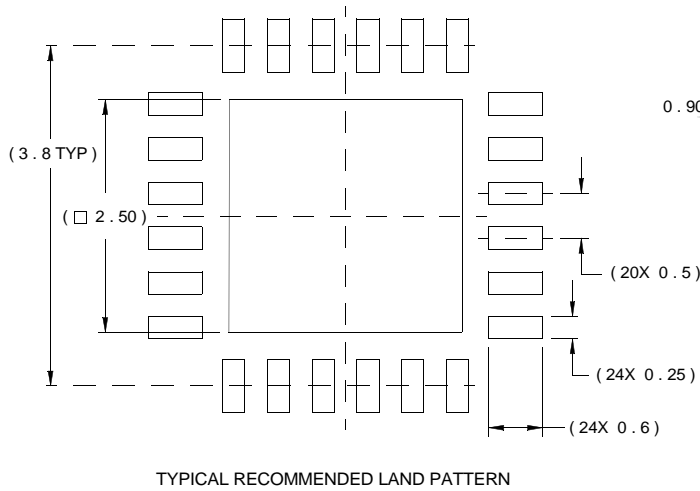 0.90
(3.8 TYP)
(□ 2.50)
(20X 0.5)
(24X 0.25)
(24X 0.6)
TYPICAL RECOMMENDED LAND PATTERN